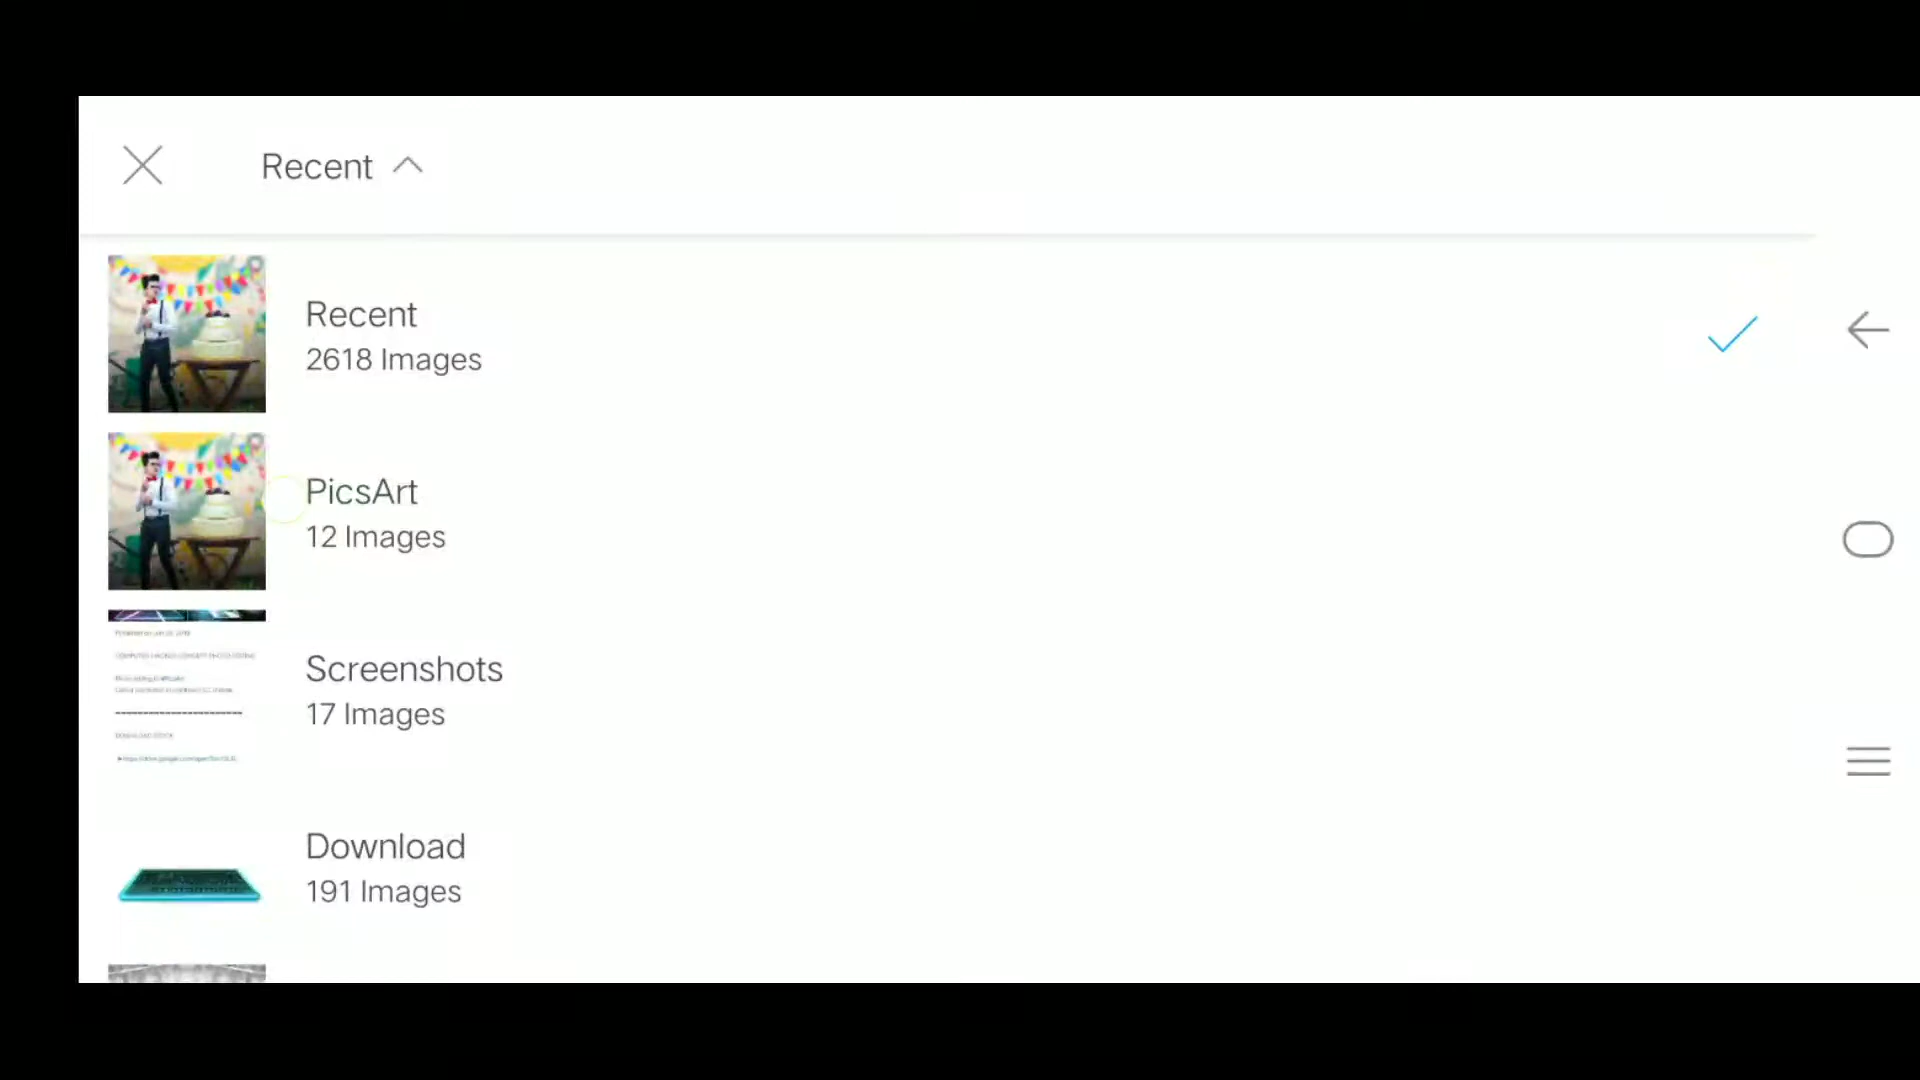 Recent
Recent
2618 Images
PicsArt
12 Images
Screenshots
17 Images
Download
191 Images